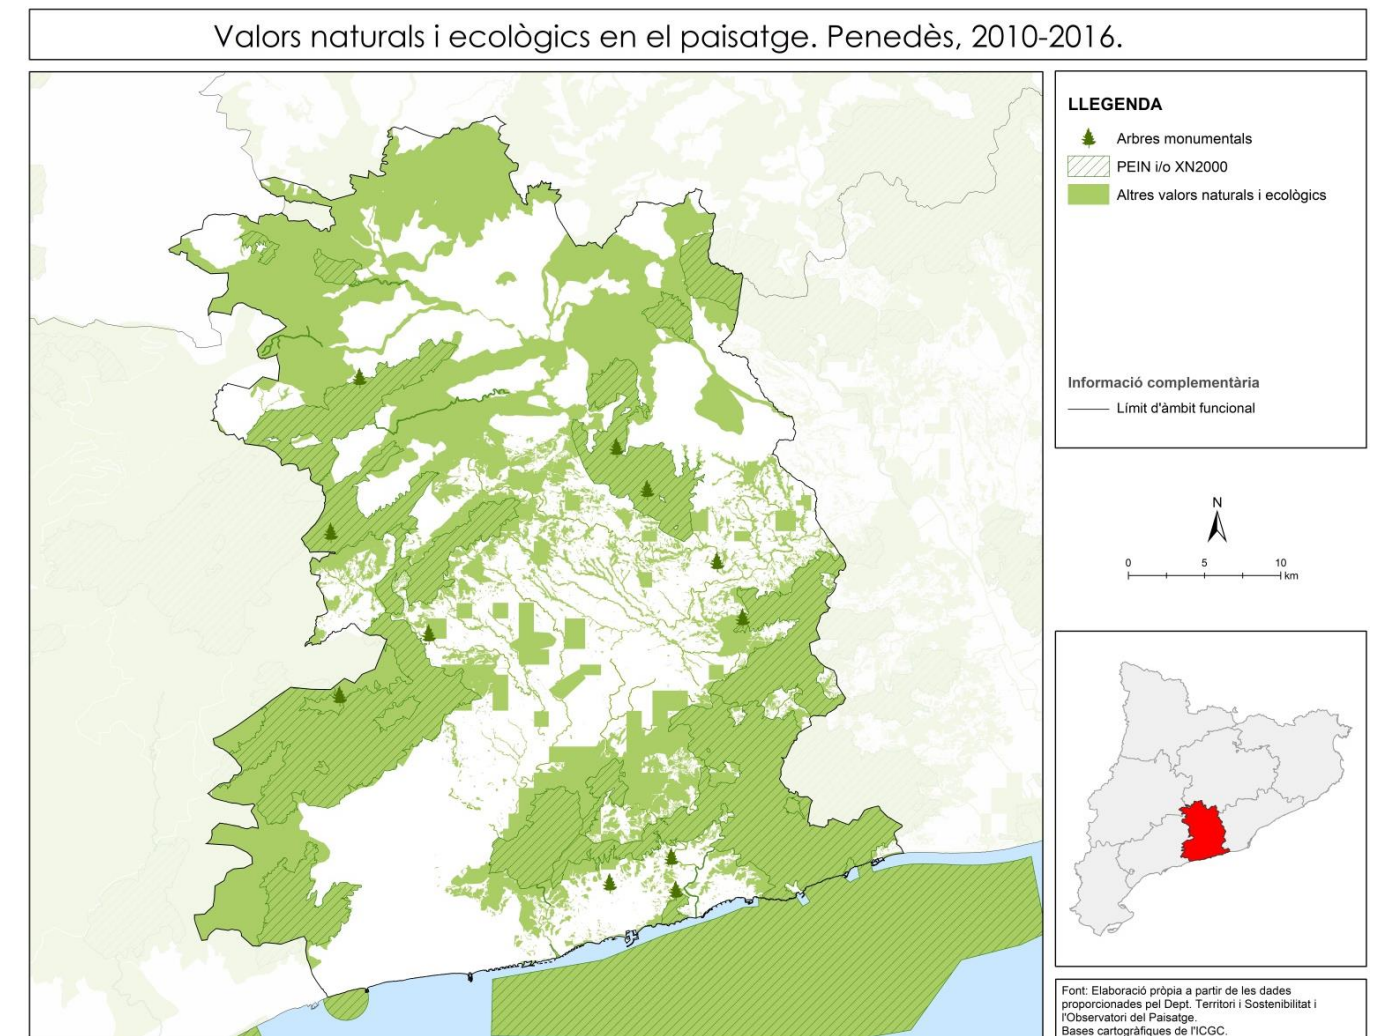 Valors naturals i ecològics en el paisatge. Penedès, 2010-2016.
LLEGENDA
Arbres monumentals
PEIN i/o XN2000
Altres valors naturals i ecològics
Informació complementària
Límit d'àmbit funcional
N
0 5 10
km
Font: Elaboració pròpia a partir de les dades
proporcionades pel Dept. Territori i Sostenibilitat i
l'Observatori del Paisatge.
Bases cartogràfiques de l'ICGC.